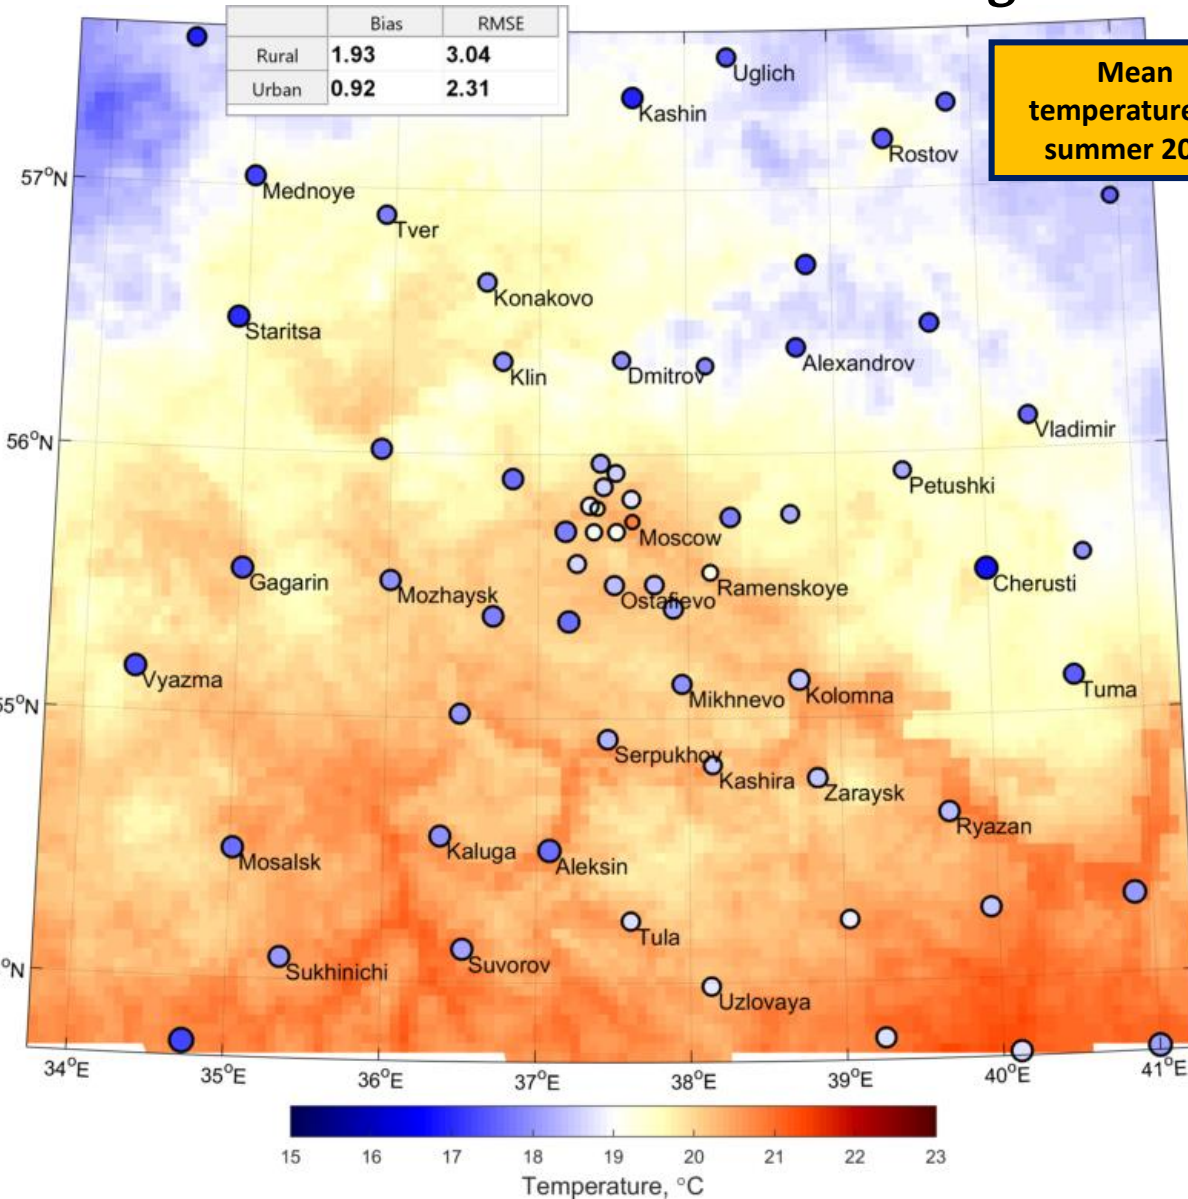 g
Bias RMSE
Rural 1.93 3.04
Urban 0.92 2.31
Mean
temperature
summer 20
Uglich
Kashin
Rostov
57°N
Mednoye
Tver
Konakovo
Staritsa
Klin
Dmitrov
Alexandrov
Vladimir
56°N
Petushki
Moscow
Gagarin
Mozhaysk
Ostafievo
Ramenskoye
Cherusti
Vyazma
Mikhnevo
Kolomna
Tuma
55°N
Serpukhov
Kashira
Zaraysk
Ryazan
Mosalsk
Kaluga
Aleksin
Tula
Sukhinichi
Suvorov
°N
Uzlovaya
34°E 35°E 36°E 37°E 38°E 39°E 40°E 41°E
15 16 17 18 19 20 21 22 23
Temperature, °C